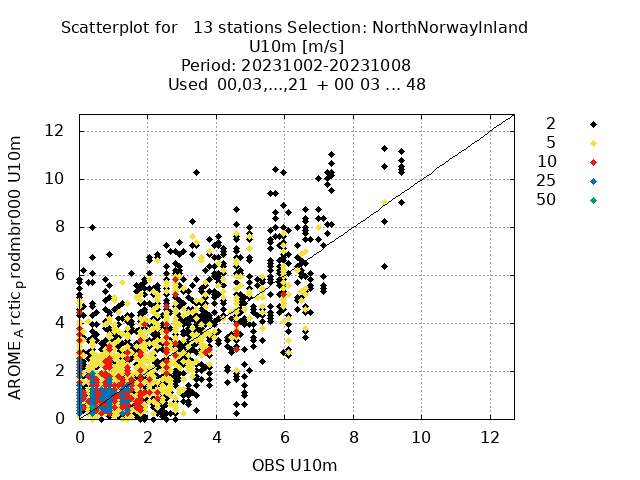 Scatterplot for 13 stations Selection: NorthNorwayInland
U10m [m/s]
Period: 20231002-20231008
Used 00,03,...,21 + 00 03 ... 48
2
5
10
25
50
12
10
8
6
4
2
0
AROME_Arctic_prodmbr000 U10m
0 2 4 6 8 10 12
OBS U10m